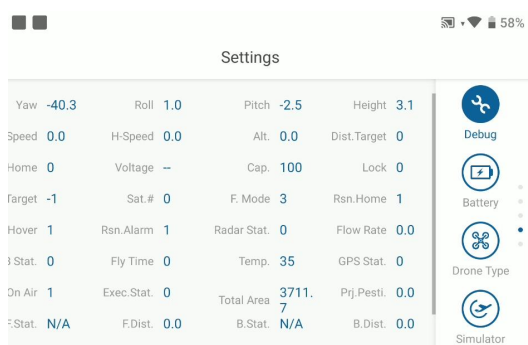 58%
Settings
Yaw -40.3 Roll 1.0 Pitch -2.5 Height 3.1
Speed 0.0 H-Speed 0.0 Alt. 0.0 Dist.Target 0
Home 0 Voltage -- Cap. 100 Lock 0
Target -1 Sat.# 0 F. Mode 3 Rsn.Home 1
Hover 1 Rsn.Alarm 1 Radar Stat. 0 Flow Rate 0.0
Stat. 0 Fly Time 0 Temp. 35 GPS Stat. 0
On Air 1 Exec.Stat. 0 Total Area 3711.7 Prj.Pesti. 0.0
F.Stat. N/A F.Dist. 0.0 B.Stat. N/A B.Dist. 0.0
Debug
Battery
Drone Type
Simulator